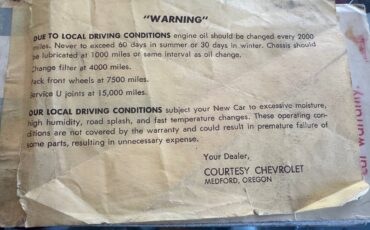 "WARNING"
DUE TO LOCAL DRIVING CONDITIONS engine oil should be changed every 2000
miles. Never to exceed 60 days in summer or 30 days in winter. Chassis should
be lubricated at 1000 miles or same interval as oil change.
Change filter at 4000 miles.
Pack front wheels at 7500 miles.
Service U joints at 15,000 miles.
OUR LOCAL DRIVING CONDITIONS subject your New Car to excessive moisture,
high humidity, road splash, and fast temperature changes. These operating con-
ditions are not covered by the warranty and could result in premature failure of
some parts, resulting in unnecessary expense.
Your Dealer,
COURTESY CHEVROLET
MEDFORD, OREGON
car warranty.